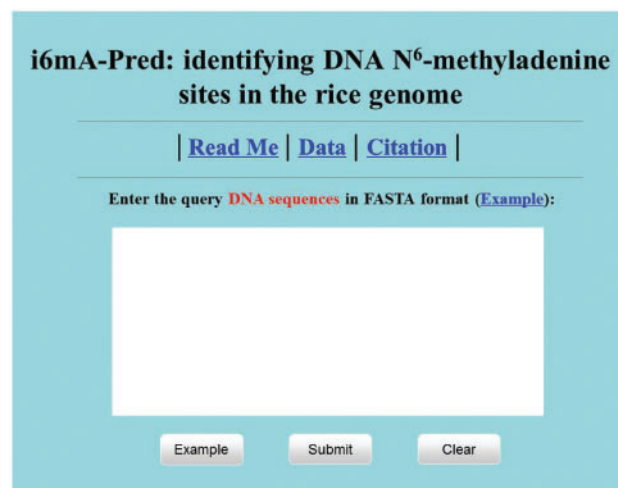 i6mA-Pred: identifying DNA N⁶-methyladenine
sites in the rice genome
| Read Me | Data | Citation |
Enter the query DNA sequences in FASTA format (Example):
Example Submit Clear